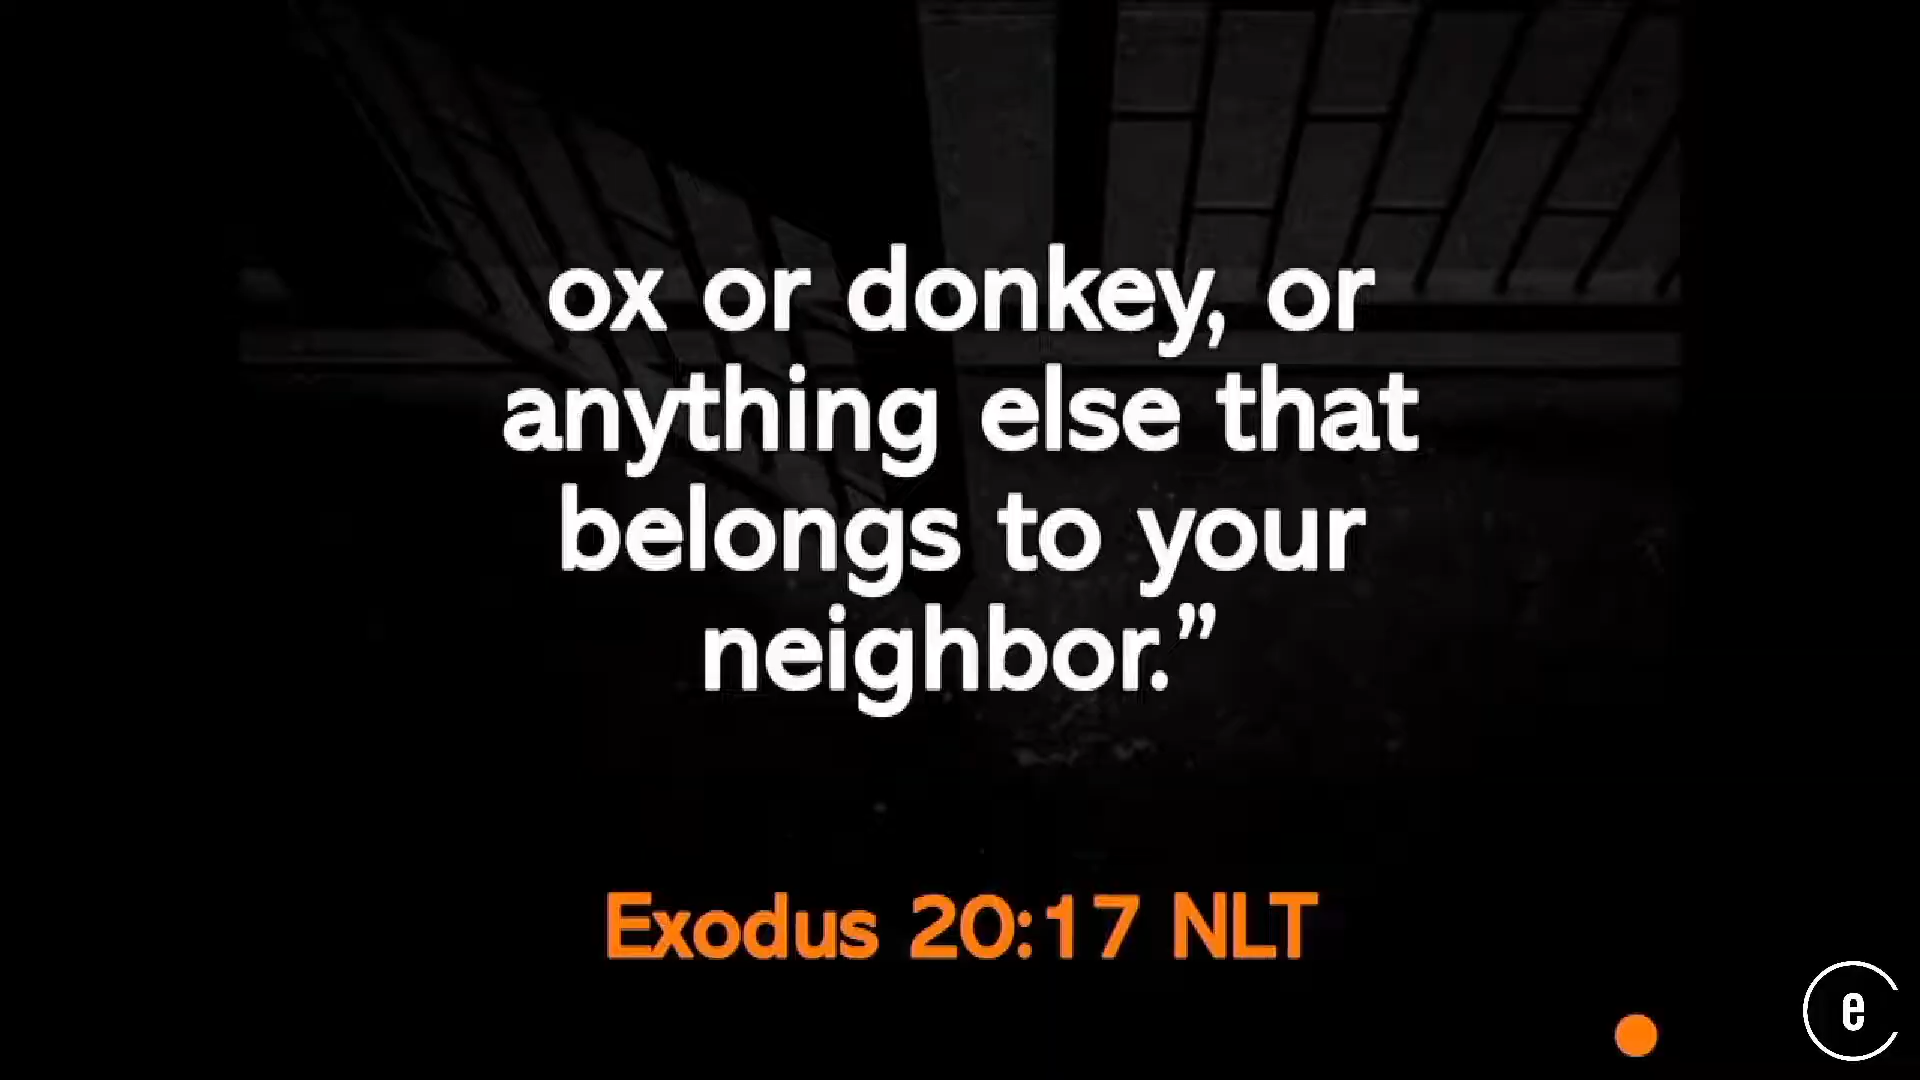 ox or donkey, or
anything else that
belongs to your
neighbor.”
Exodus 20:17 NLT
e